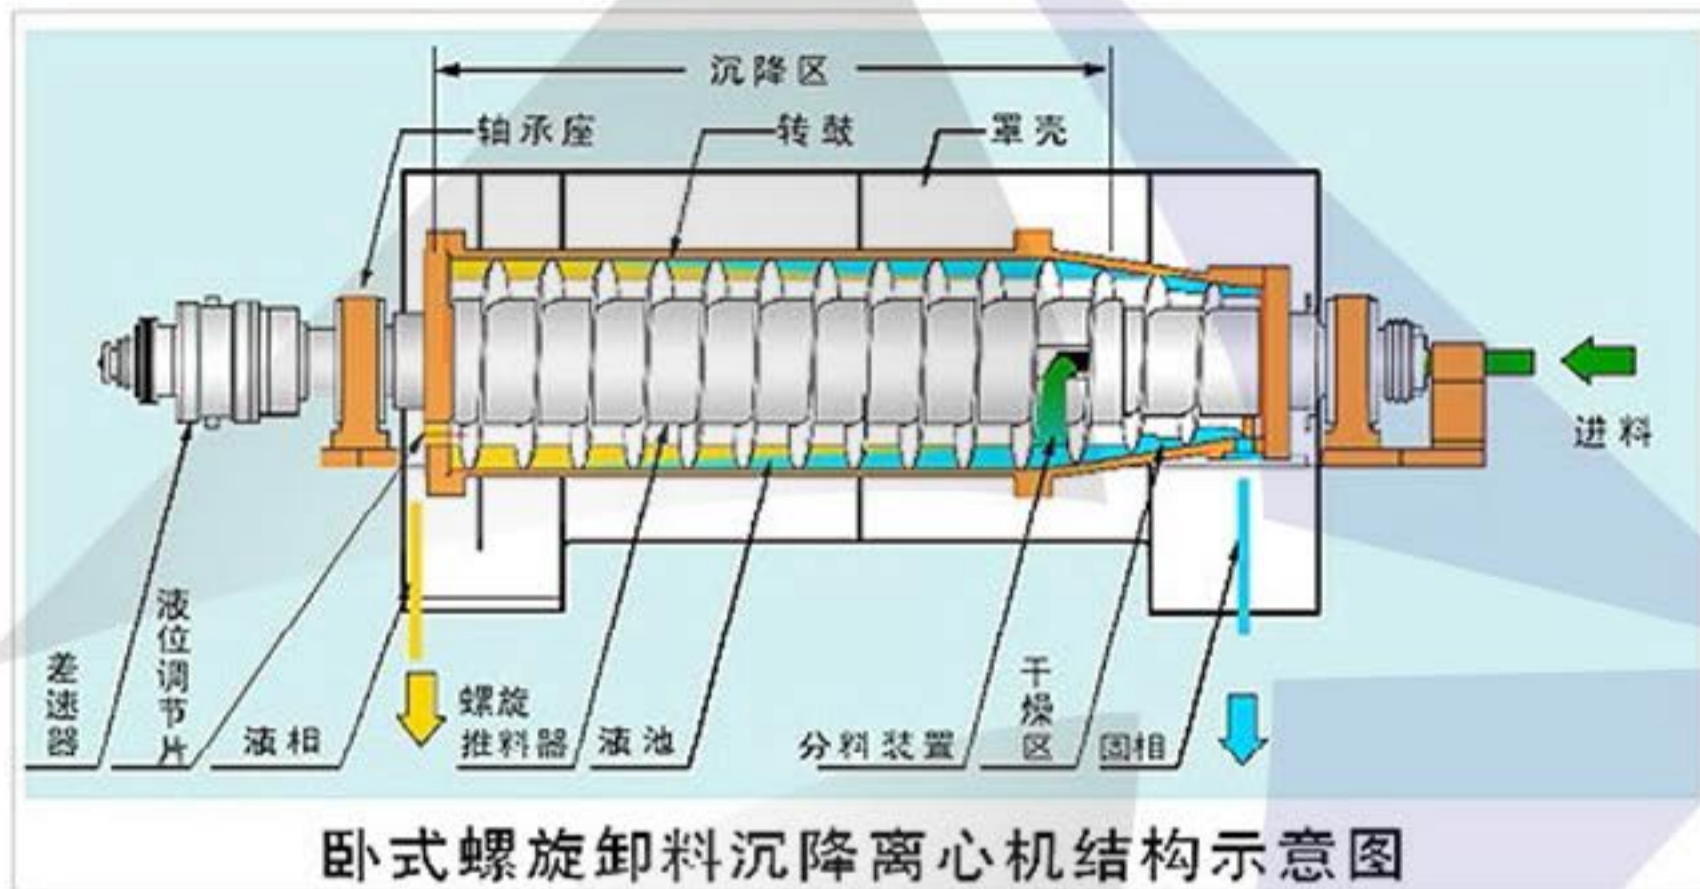 沉降区
轴承座
转鼓
罩壳
进料
差速器
液位调节片
液相
螺旋
推料器
液池
分料装置
干燥区
固相
卧式螺旋卸料沉降离心机结构示意图